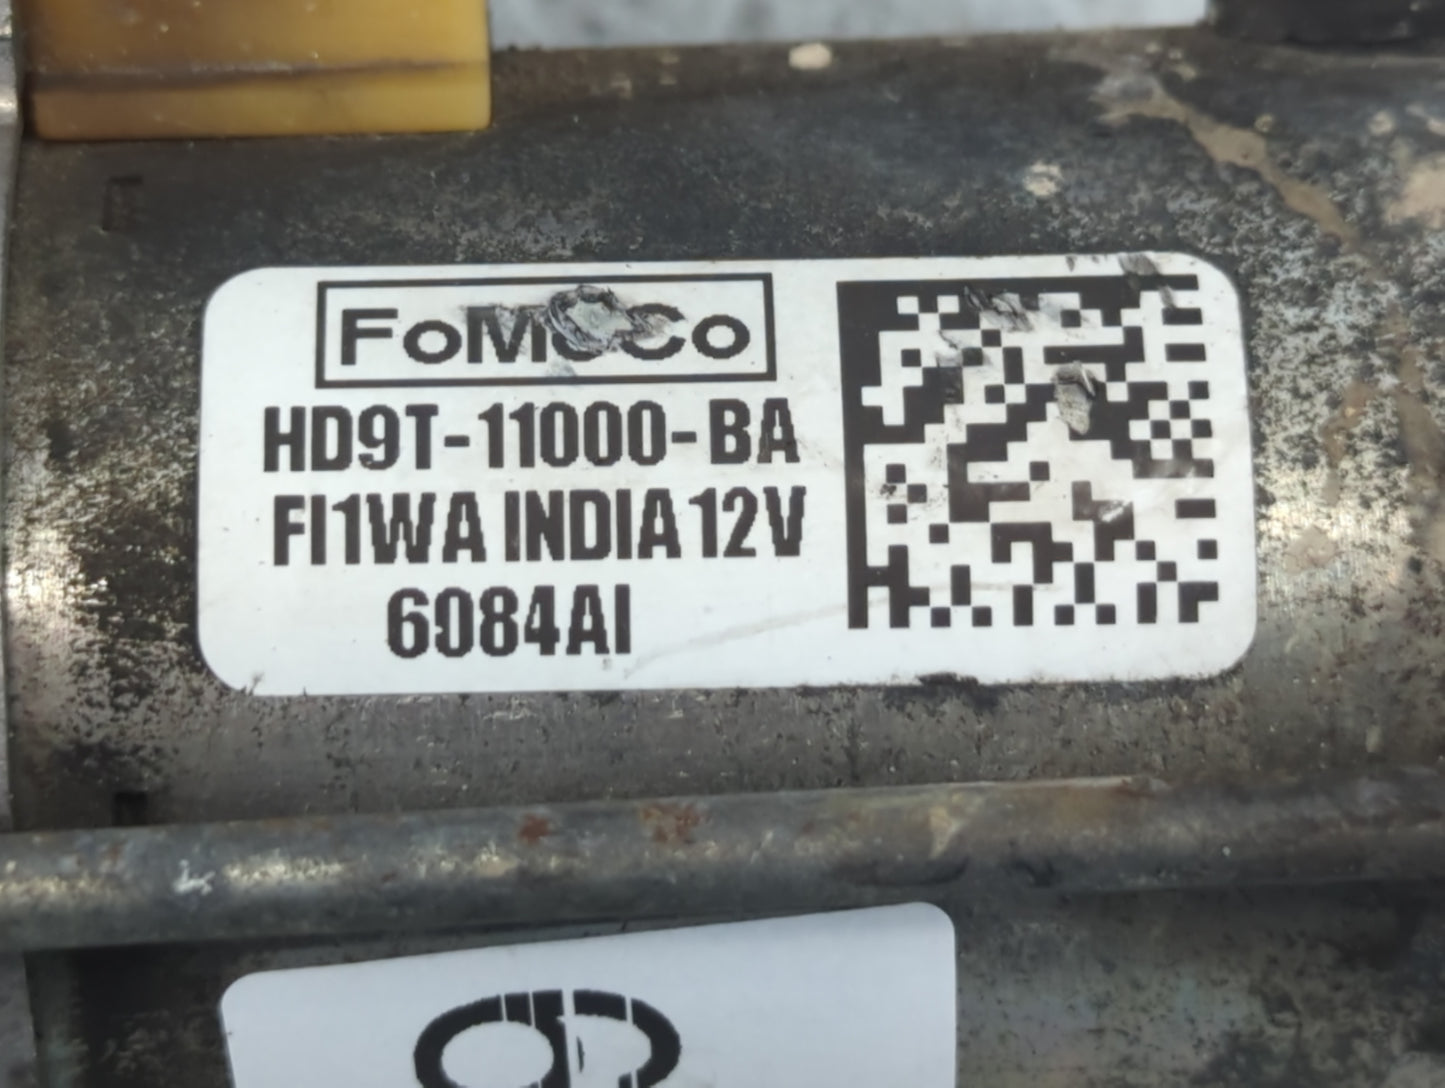 FoMoCo
HD9T-11000-BA
FI1WA INDIA 12V
6084AI